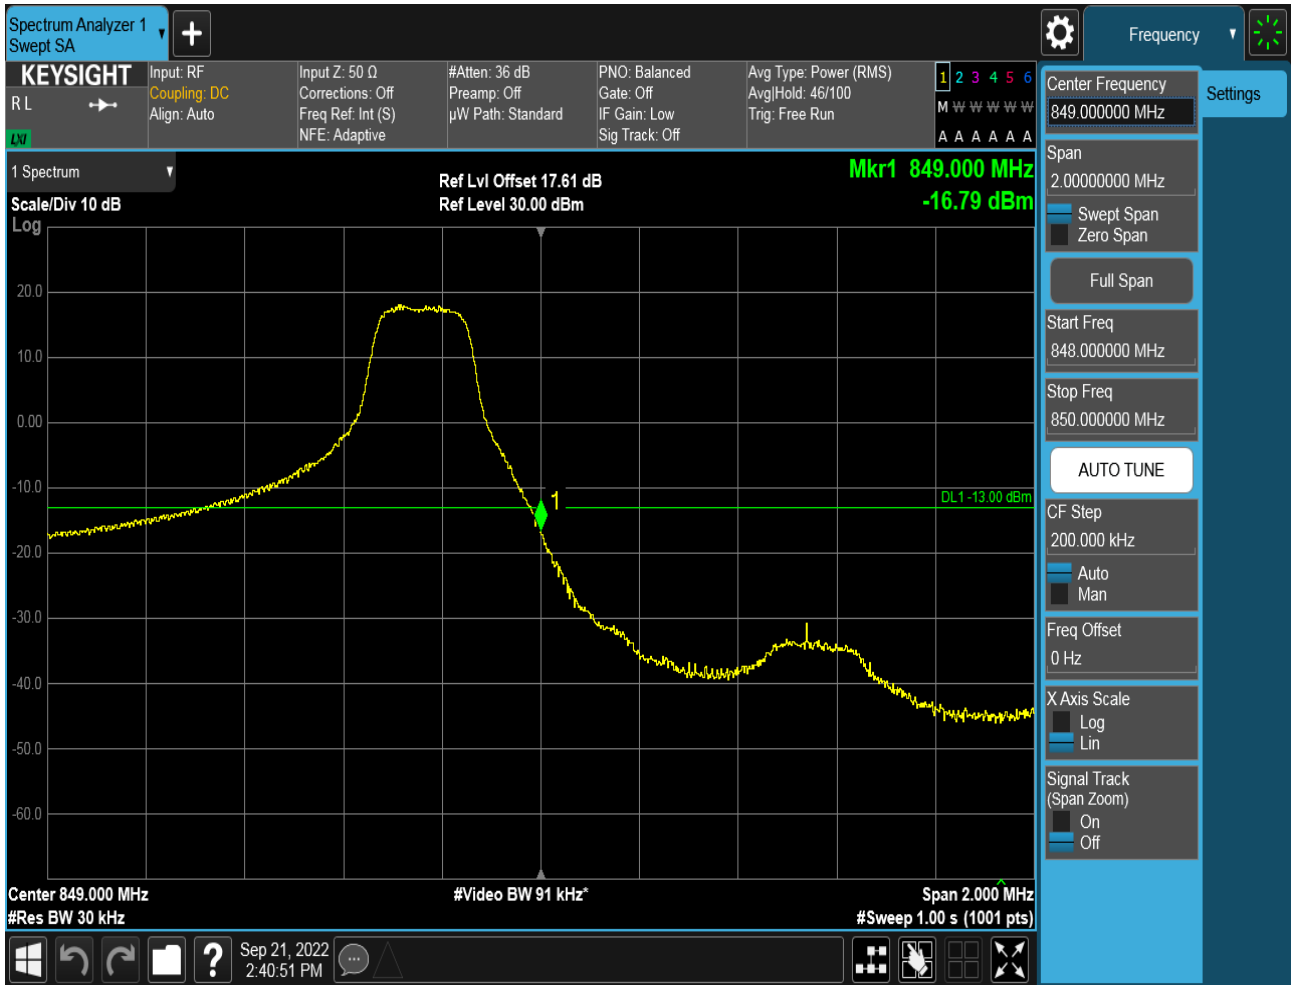 Spectrum Analyzer 1
Swept SA
+
Frequency
KEYSIGHT
R L
LXI
Input: RF
Coupling: DC
Align: Auto
Input Z: 50 Ω
Corrections: Off
Freq Ref: Int (S)
NFE: Adaptive
#Atten: 36 dB
Preamp: Off
µW Path: Standard
PNO: Balanced
Gate: Off
IF Gain: Low
Sig Track: Off
Avg Type: Power (RMS)
Avg|Hold: 46/100
Trig: Free Run
1 2 3 4 5 6
M W W W W W
A A A A A A
Center Frequency
849.000000 MHz
Settings
Span
2.00000000 MHz
Swept Span
Zero Span
Full Span
Start Freq
848.000000 MHz
Stop Freq
850.000000 MHz
AUTO TUNE
CF Step
200.000 kHz
Auto
Man
Freq Offset
0 Hz
X Axis Scale
Log
Lin
Signal Track
(Span Zoom)
On
Off
1 Spectrum
Scale/Div 10 dB
Log
Ref Lvl Offset 17.61 dB
Ref Level 30.00 dBm
Mkr1 849.000 MHz
-16.79 dBm
20.0
10.0
0.00
-10.0
-20.0
-30.0
-40.0
-50.0
-60.0
1
DL1 -13.00 dBm
Center 849.000 MHz
#Res BW 30 kHz
#Video BW 91 kHz*
Span 2.000 MHz
#Sweep 1.00 s (1001 pts)
?
Sep 21, 2022
2:40:51 PM